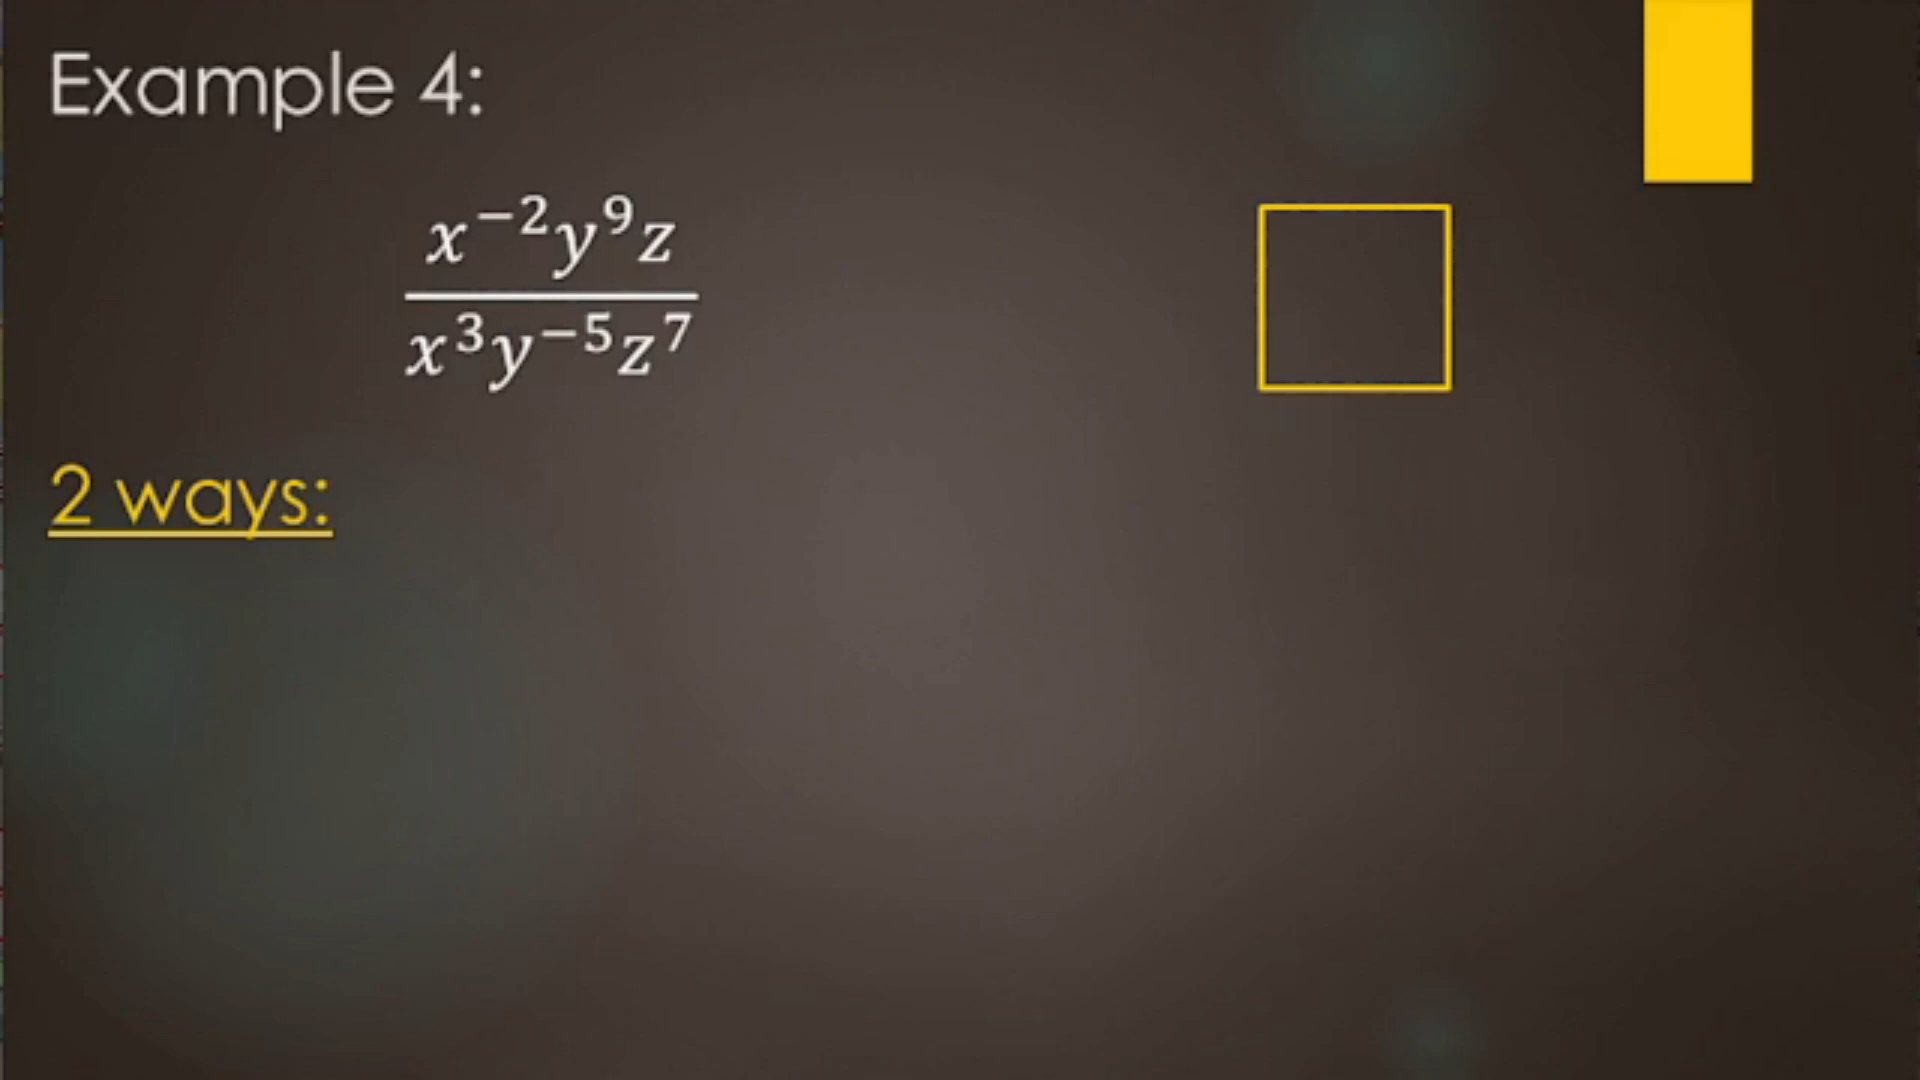 Example 4:
x⁻²y⁹z
x³y⁻⁵z⁷
2 ways: